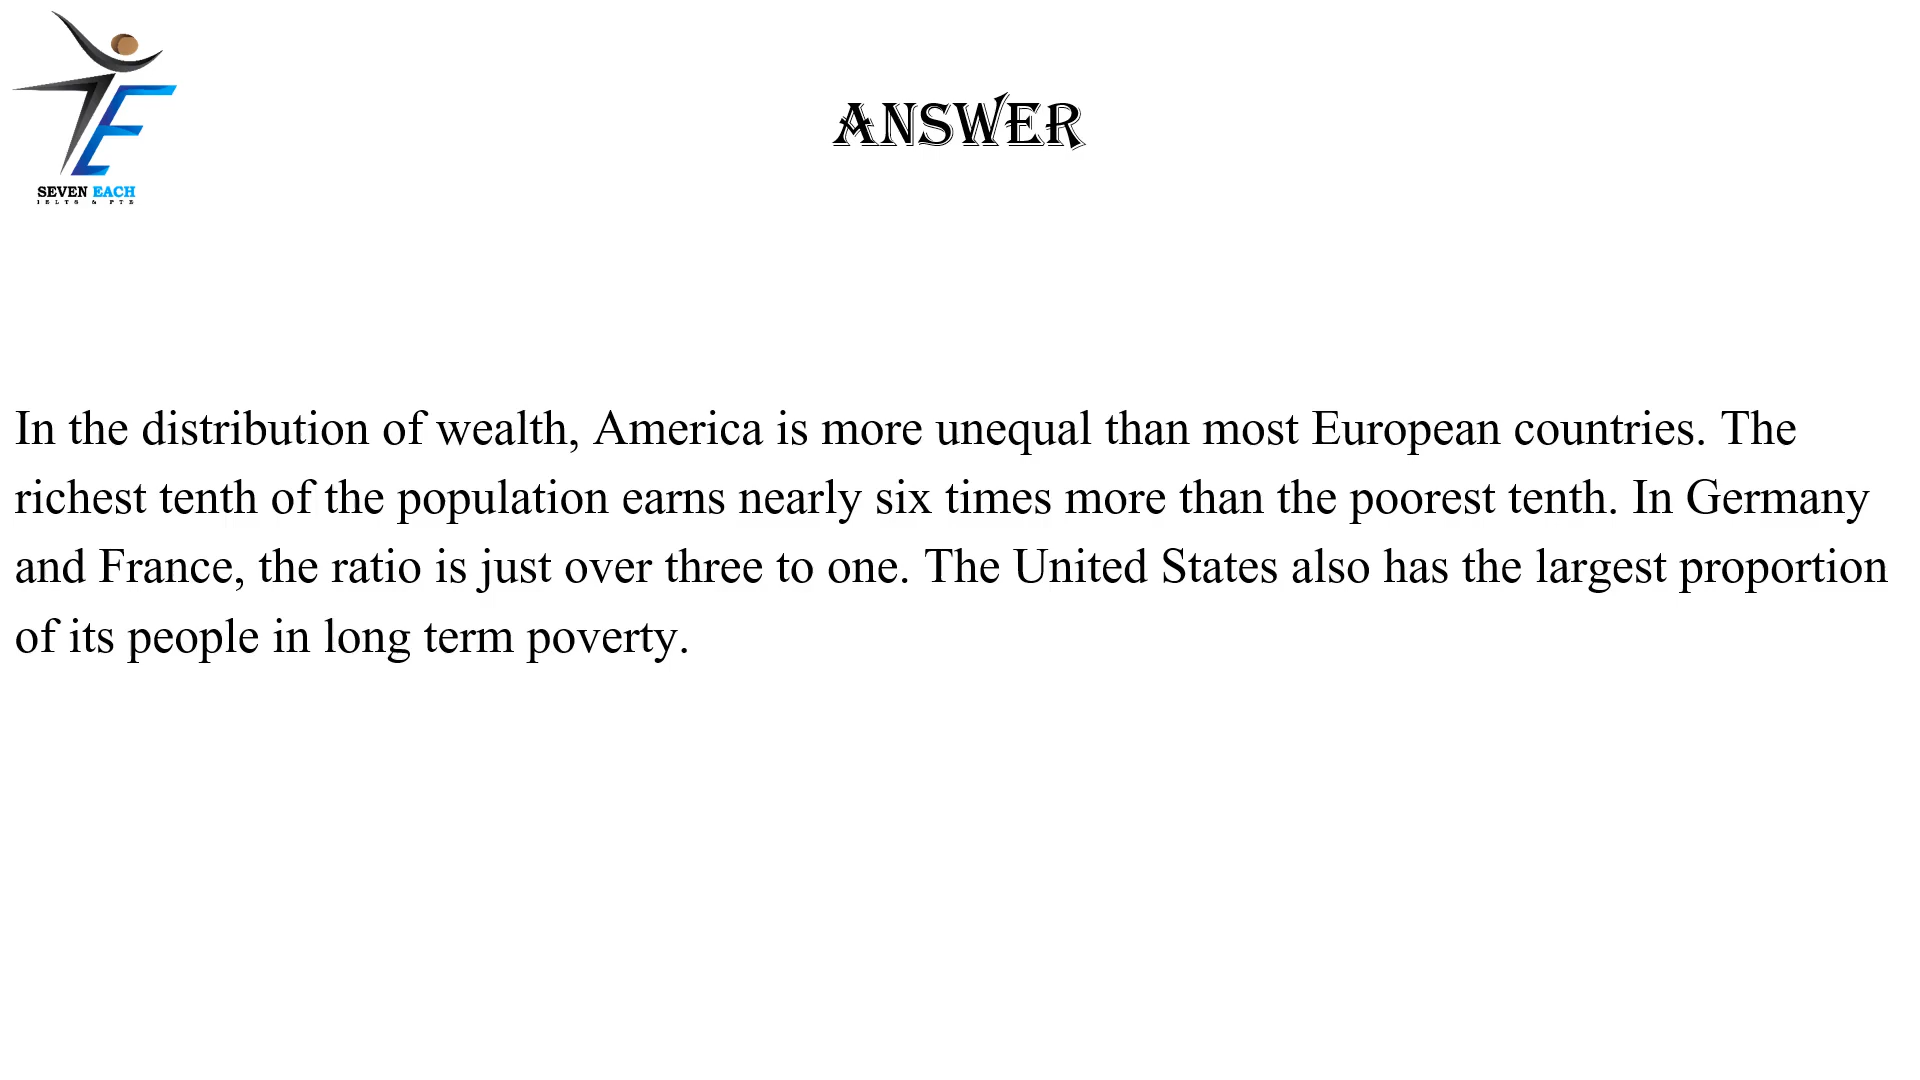 ANSWER
SEVEN EACH
IELTS & PTE
In the distribution of wealth, America is more unequal than most European countries. The
richest tenth of the population earns nearly six times more than the poorest tenth. In Germany
and France, the ratio is just over three to one. The United States also has the largest proportion
of its people in long term poverty.